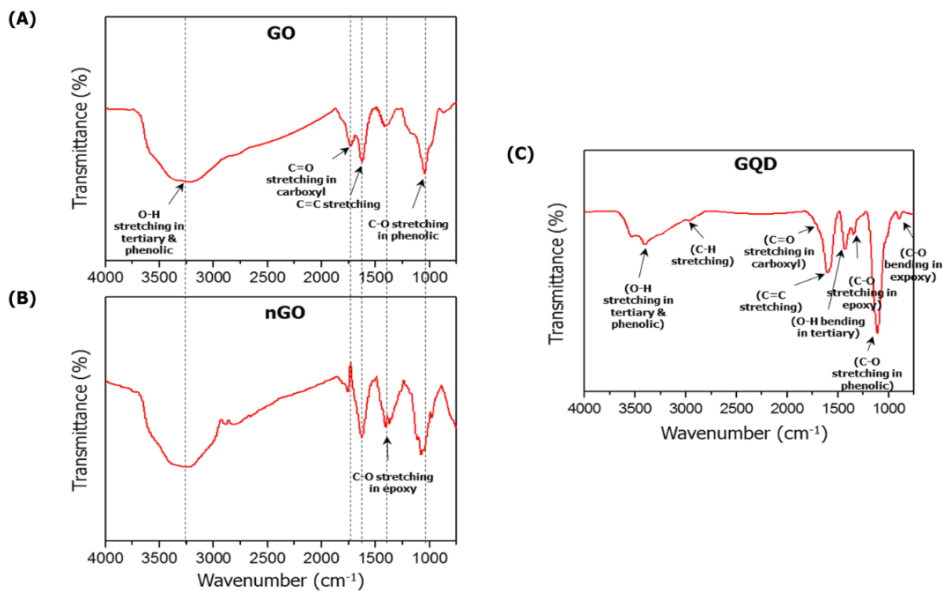 (A)
GO
Transmittance (%)
O-H
stretching in
tertiary &
phenolic
C=O
stretching in
carboxyl
C=C stretching
C-O stretching
in phenolic
4000 3500 3000 2500 2000 1500 1000
(B)
nGO
Transmittance (%)
C-O stretching
in epoxy
4000 3500 3000 2500 2000 1500 1000
Wavenumber (cm⁻¹)
(C)
GQD
Transmittance (%)
(O-H
stretching in
tertiary &
phenolic)
(C-H
stretching)
(C=O
stretching in
carboxyl)
(C=C
stretching)
(O-H bending
in tertiary)
(C-O
stretching in
epoxy)
(C-O
bending in
expoxy)
(C-O
stretching in
phenolic)
4000 3500 3000 2500 2000 1500 1000
Wavenumber (cm⁻¹)